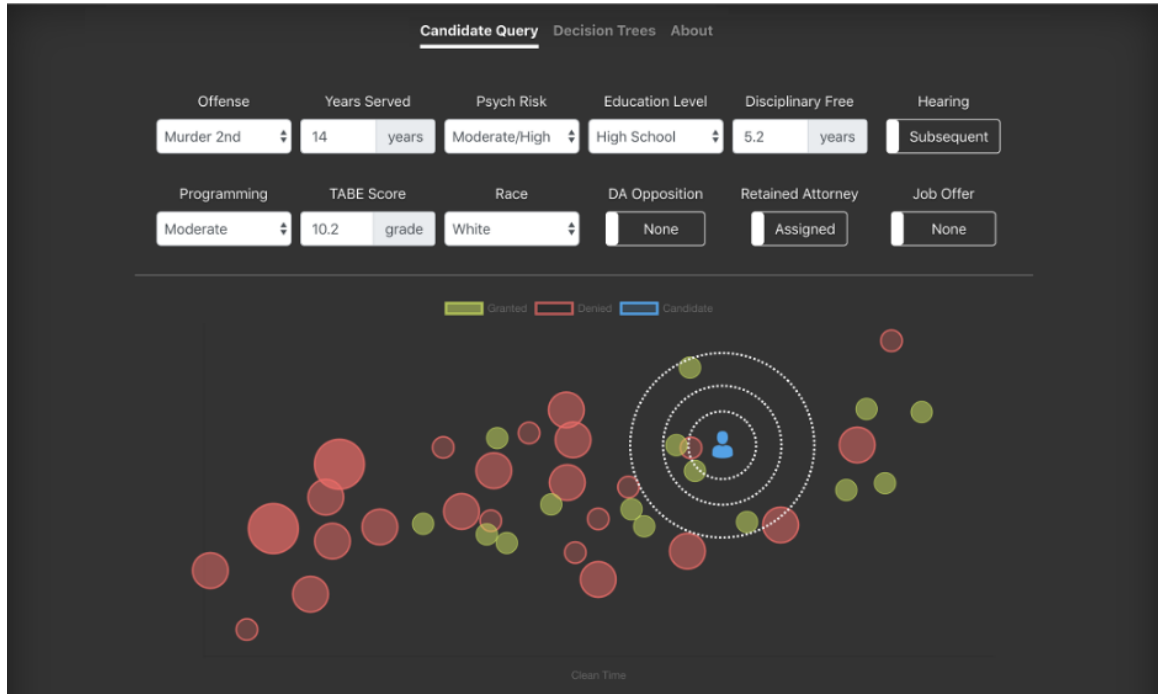 Candidate Query Decision Trees About
Offense Years Served Psych Risk Education Level Disciplinary Free Hearing
Murder 2nd 14 years Moderate/High High School 5.2 years Subsequent
Programming TABE Score Race DA Opposition Retained Attorney Job Offer
Moderate 10.2 grade White None Assigned None
Granted Denied Candidate
Clean Time